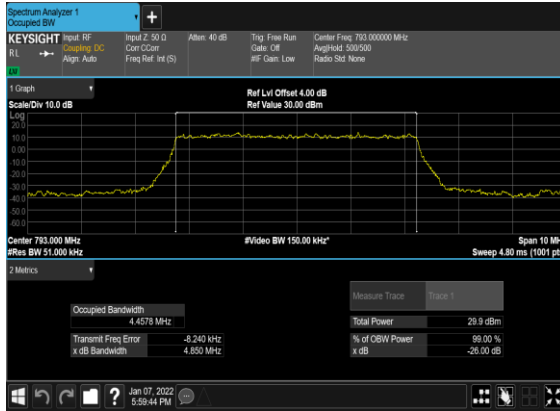 Spectrum Analyzer 1
Occupied BW
KEYSIGHT
RL
LV
Input: RF
Coupling: DC
Align: Auto
Input Z: 50 Ω
Corr CCorr
Freq Ref: Int (S)
Atten: 40 dB
Trig: Free Run
Gate: Off
#IF Gain: Low
Center Freq: 793.000000 MHz
Avg|Hold: 500/500
Radio Std: None
1 Graph
Scale/Div 10.0 dB
Ref Lvl Offset 4.00 dB
Ref Value 30.00 dBm
Log
20.0
10.0
0.00
-10.0
-20.0
-30.0
-40.0
-50.0
-60.0
Center 793.000 MHz
#Res BW 51.000 kHz
#Video BW 150.00 kHz*
Span 10 MH
Sweep 4.80 ms (1001 pt
2 Metrics
Measure Trace Trace 1
Occupied Bandwidth
4.4578 MHz
Total Power 29.9 dBm
Transmit Freq Error -8.240 kHz
x dB Bandwidth 4.850 MHz
% of OBW Power 99.00 %
x dB -26.00 dB
?
Jan 07, 2022
5:59:44 PM